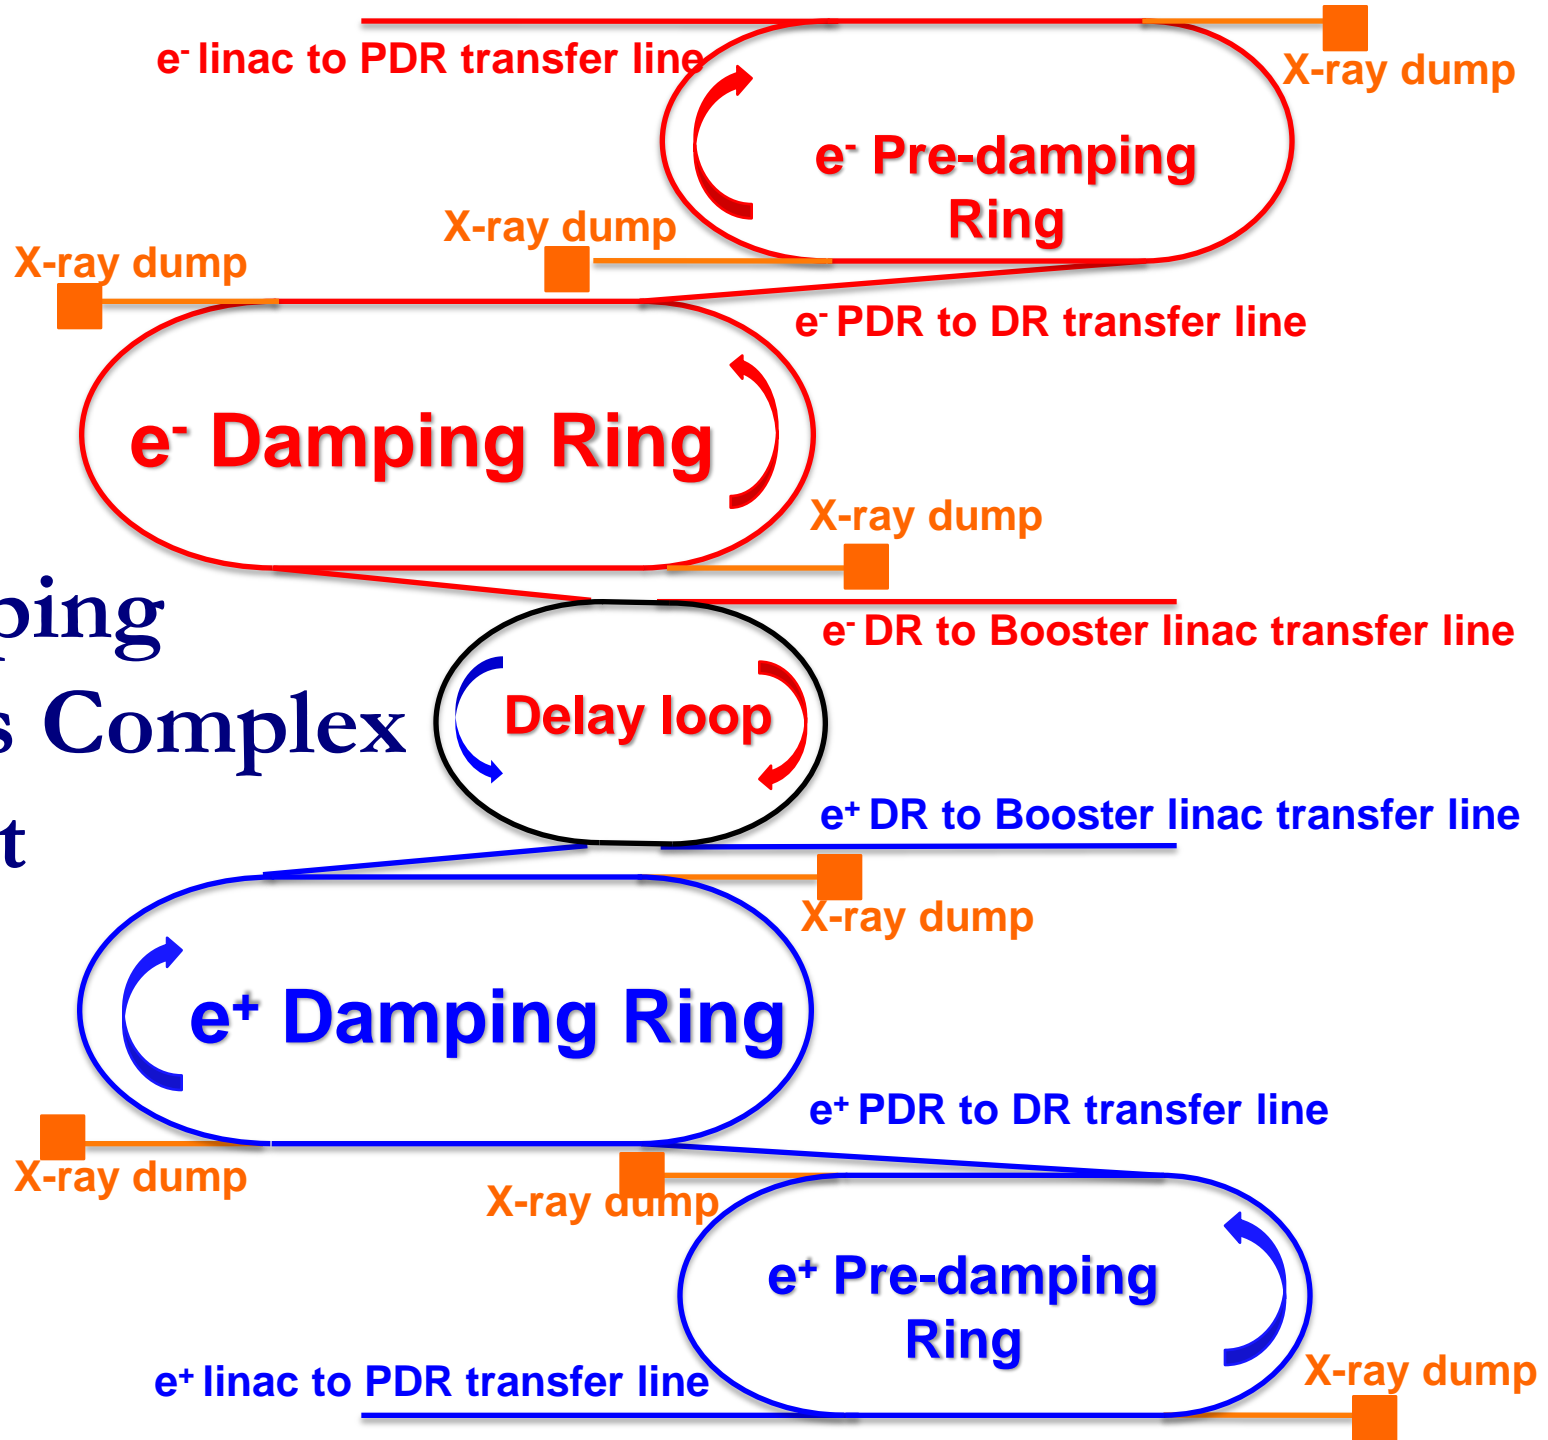 e- linac to PDR transfer line
X-ray dump
e- Pre-damping
Ring
X-ray dump
X-ray dump
e- PDR to DR transfer line
e- Damping Ring
X-ray dump
e- DR to Booster linac transfer line
Complex
Delay loop
e+ DR to Booster linac transfer line
X-ray dump
e+ Damping Ring
e+ PDR to DR transfer line
X-ray dump
X-ray dump
e+ Pre-damping
Ring
e+ linac to PDR transfer line
X-ray dump